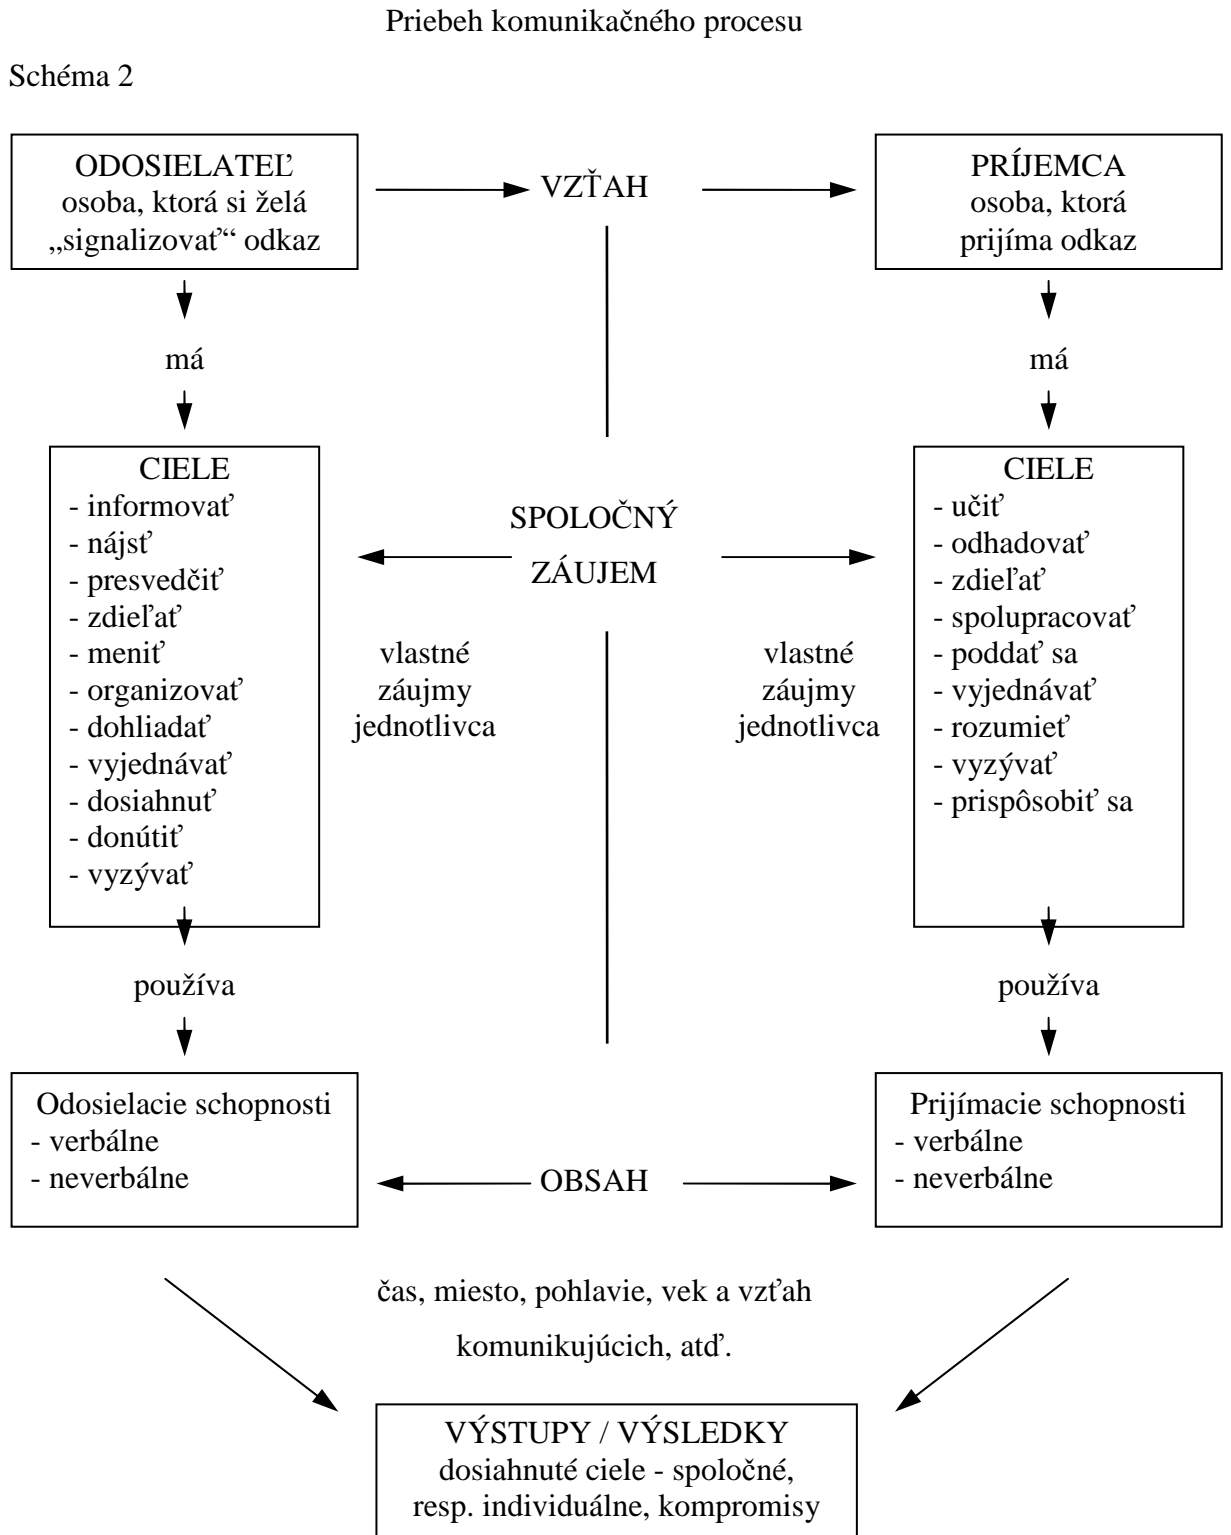 Priebeh komunikačného procesu
Schéma 2
ODOSIELATEĽ
osoba, ktorá si želá
„signalizovať“ odkaz
VZŤAH
PRÍJEMCA
osoba, ktorá
prijíma odkaz
má
má
CIELE
- informovať
- nájsť
- presvedčiť
- zdieľať
- meniť
- organizovať
- dohliadať
- vyjednávať
- dosiahnuť
- donútiť
- vyzývať
SPOLOČNÝ
ZÁUJEM
vlastné
záujmy
jednotlivca
vlastné
záujmy
jednotlivca
CIELE
- učiť
- odhadovať
- zdieľať
- spolupracovať
- poddať sa
- vyjednávať
- rozumieť
- vyzývať
- prispôsobiť sa
používa
používa
Odosielacie schopnosti
- verbálne
- neverbálne
OBSAH
Prijímacie schopnosti
- verbálne
- neverbálne
čas, miesto, pohlavie, vek a vzťah
komunikujúcich, atď.
VÝSTUPY / VÝSLEDKY
dosiahnuté ciele - spoločné,
resp. individuálne, kompromisy